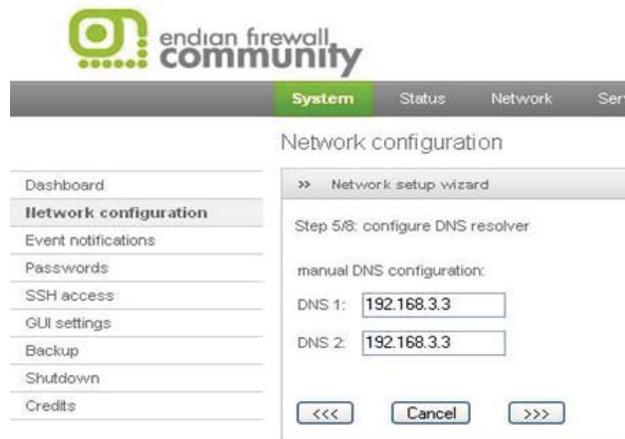 endian firewall
community
System Status Network Ser
Network configuration
Dashboard
Network configuration
Event notifications
Passwords
SSH access
GUI settings
Backup
Shutdown
Credits
>> Network setup wizard
Step 5/8: configure DNS resolver
manual DNS configuration:
DNS 1: 192.168.3.3
DNS 2: 192.168.3.3
<<< Cancel >>>